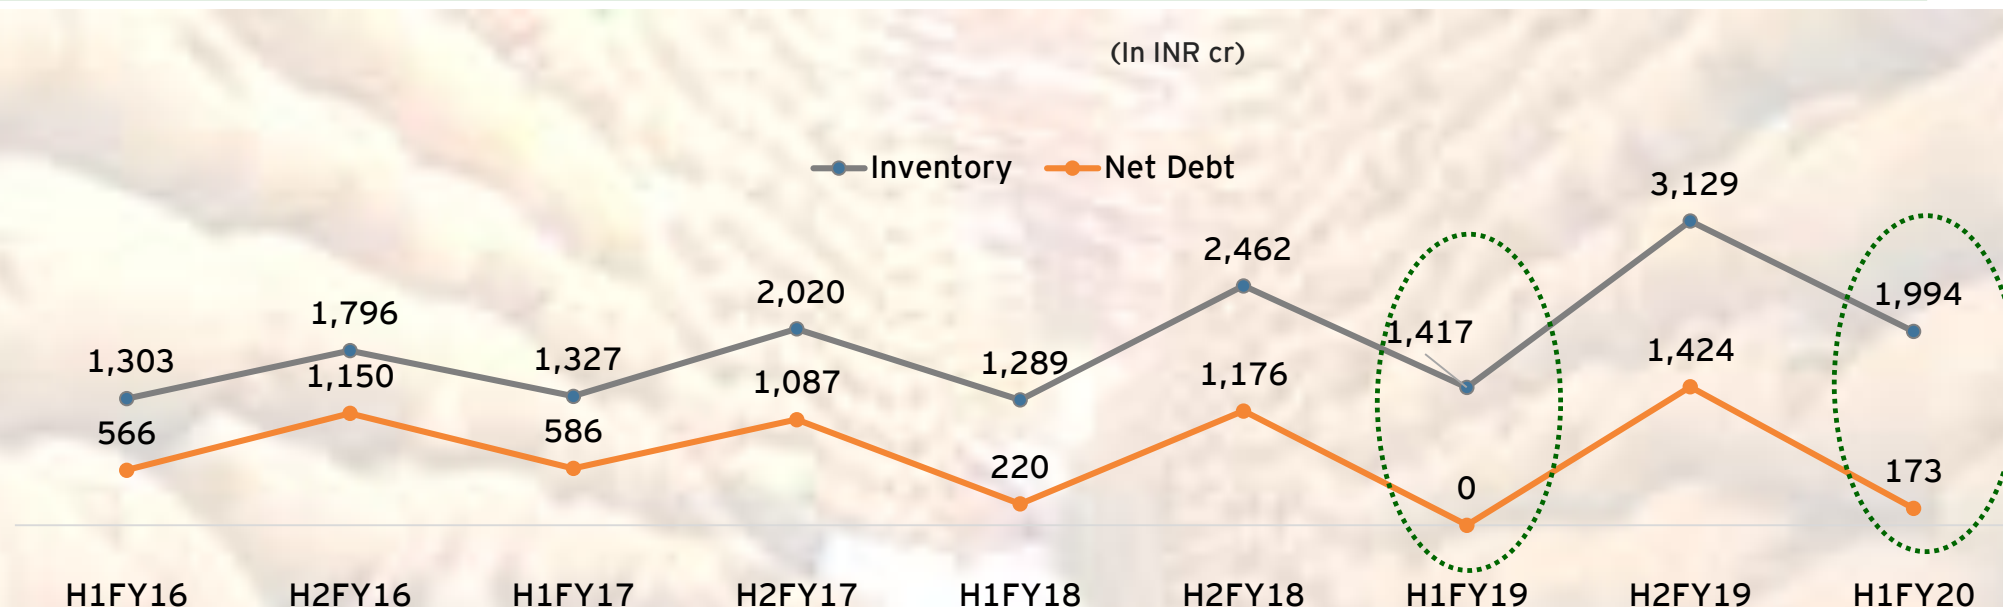 (In INR cr)
Inventory Net Debt
3,129
2,462
2,020 1,994
1,796 1,417
1,303 1,327 1,289 1,424
1,150 1,087 1,176
566 586
220 0 173
H1FY16 H2FY16 H1FY17 H2FY17 H1FY18 H2FY18 H1FY19 H2FY19 H1FY20